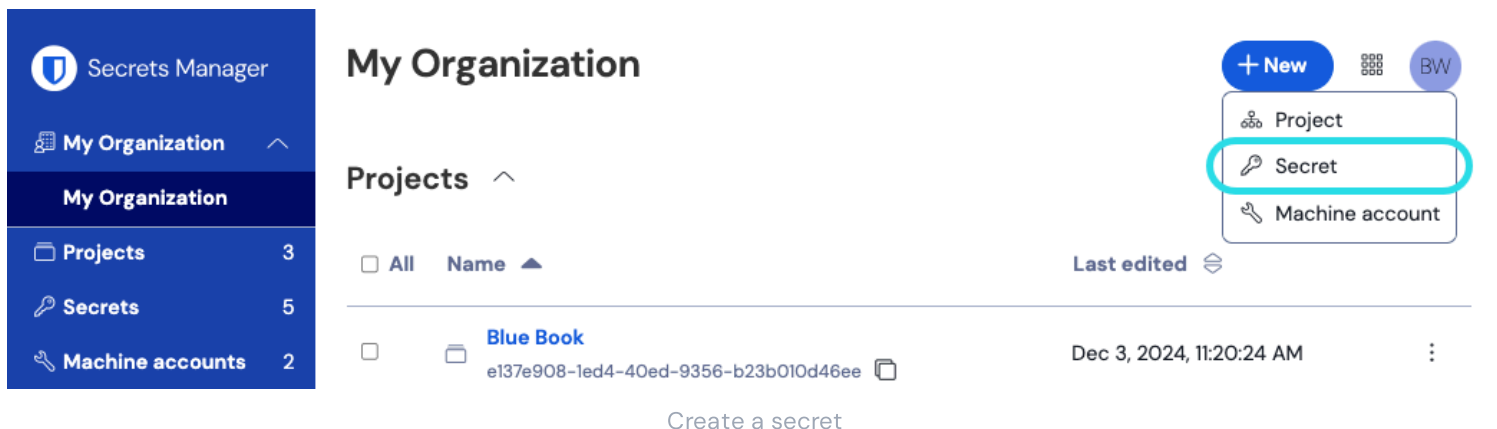 Secrets Manager
My Organization
My Organization
Projects 3
Secrets 5
Machine accounts 2
My Organization
+ New
BW
Project
Secret
Machine account
Projects
All Name Last edited
Blue Book
e137e908-1ed4-40ed-9356-b23b010d46ee
Dec 3, 2024, 11:20:24 AM
Create a secret